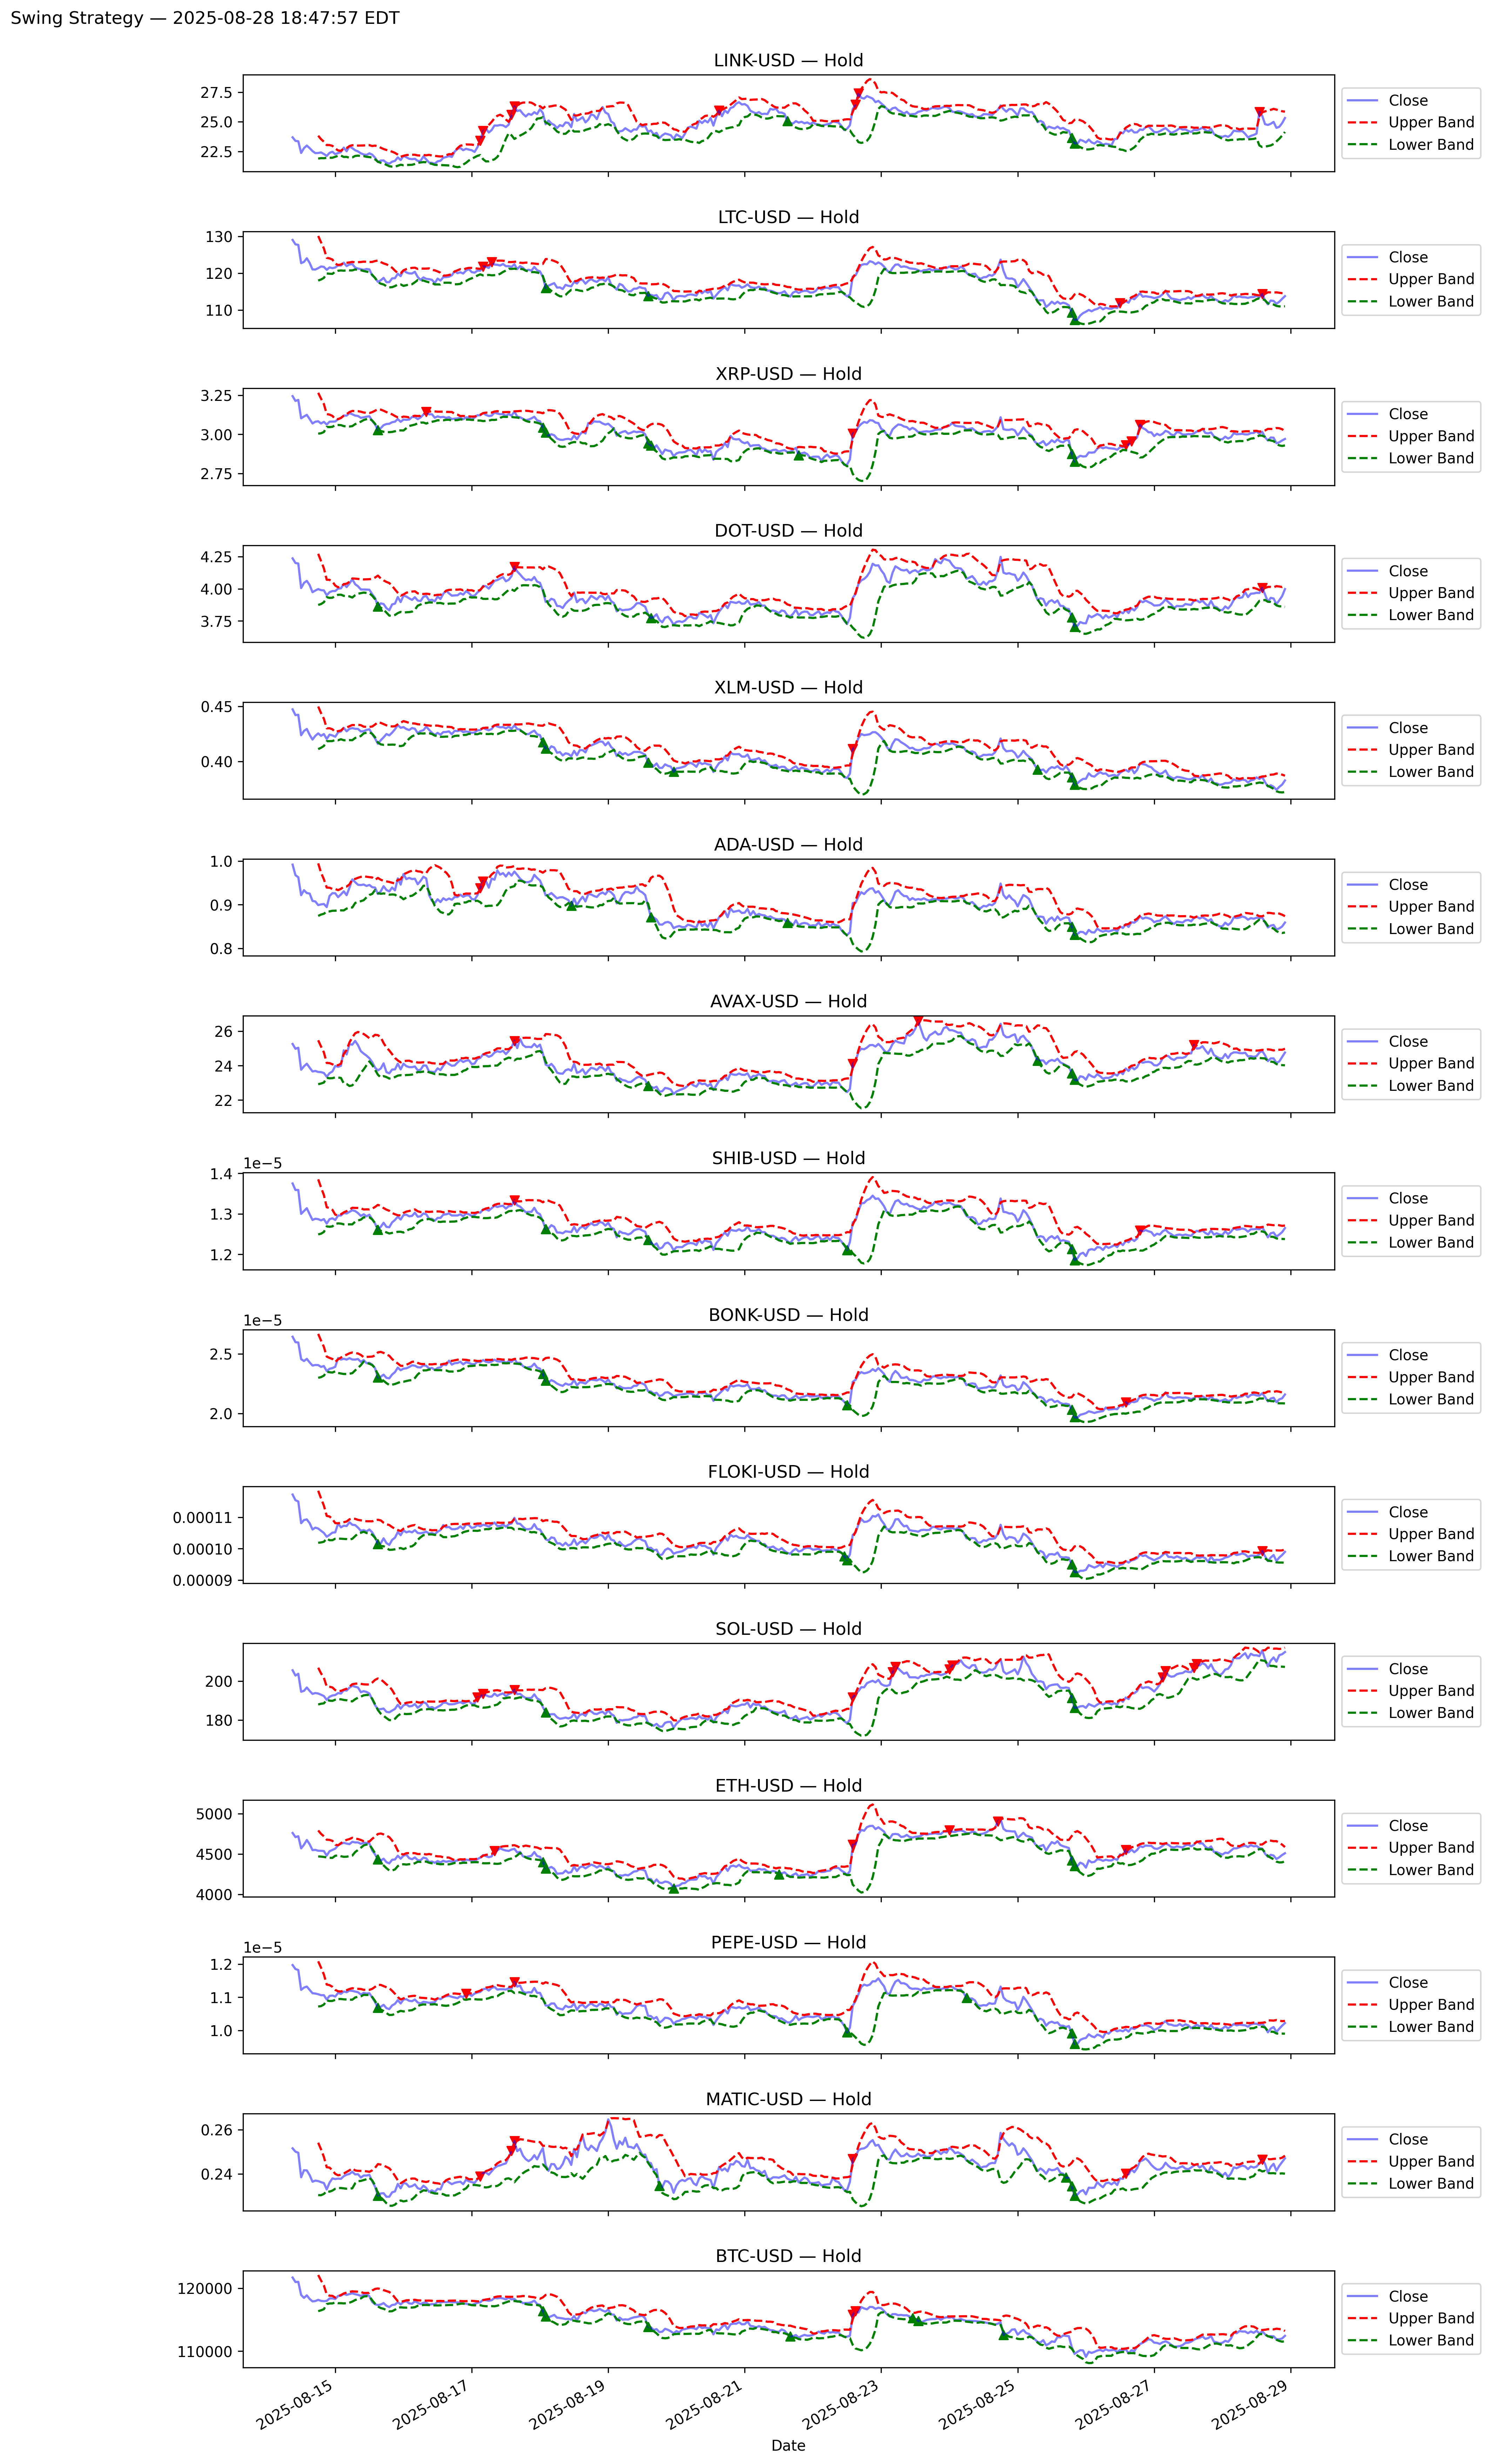 Swing Strategy — 2025-08-28 18:47:57 EDT
LINK-USD — Hold
27.5
25.0
22.5
Close
Upper Band
Lower Band
LTC-USD — Hold
130
120
110
Close
Upper Band
Lower Band
XRP-USD — Hold
3.25
3.00
2.75
Close
Upper Band
Lower Band
DOT-USD — Hold
4.25
4.00
3.75
Close
Upper Band
Lower Band
XLM-USD — Hold
0.45
0.40
Close
Upper Band
Lower Band
ADA-USD — Hold
1.0
0.9
0.8
Close
Upper Band
Lower Band
AVAX-USD — Hold
26
24
22
Close
Upper Band
Lower Band
SHIB-USD — Hold
1e−5
1.4
1.3
1.2
Close
Upper Band
Lower Band
BONK-USD — Hold
1e−5
2.5
2.0
Close
Upper Band
Lower Band
FLOKI-USD — Hold
0.00011
0.00010
0.00009
Close
Upper Band
Lower Band
SOL-USD — Hold
200
180
Close
Upper Band
Lower Band
ETH-USD — Hold
5000
4500
4000
Close
Upper Band
Lower Band
PEPE-USD — Hold
1e−5
1.2
1.1
1.0
Close
Upper Band
Lower Band
MATIC-USD — Hold
0.26
0.24
Close
Upper Band
Lower Band
BTC-USD — Hold
120000
110000
Close
Upper Band
Lower Band
2025-08-15
2025-08-17
2025-08-19
2025-08-21
2025-08-23
2025-08-25
2025-08-27
2025-08-29
Date